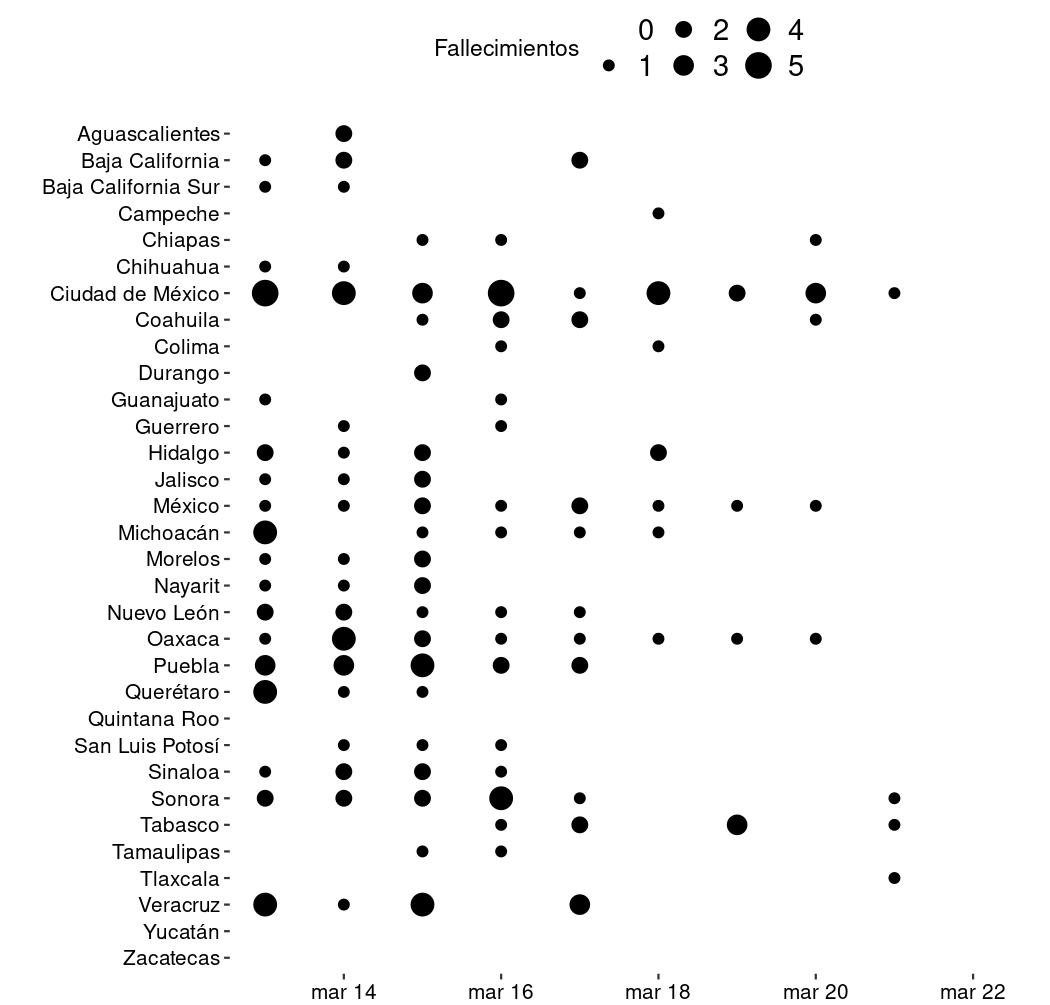 Fallecimientos
0 2 4
1 3 5
Aguascalientes
Baja California
Baja California Sur
Campeche
Chiapas
Chihuahua
Ciudad de México
Coahuila
Colima
Durango
Guanajuato
Guerrero
Hidalgo
Jalisco
México
Michoacán
Morelos
Nayarit
Nuevo León
Oaxaca
Puebla
Querétaro
Quintana Roo
San Luis Potosí
Sinaloa
Sonora
Tabasco
Tamaulipas
Tlaxcala
Veracruz
Yucatán
Zacatecas
mar 14 mar 16 mar 18 mar 20 mar 22